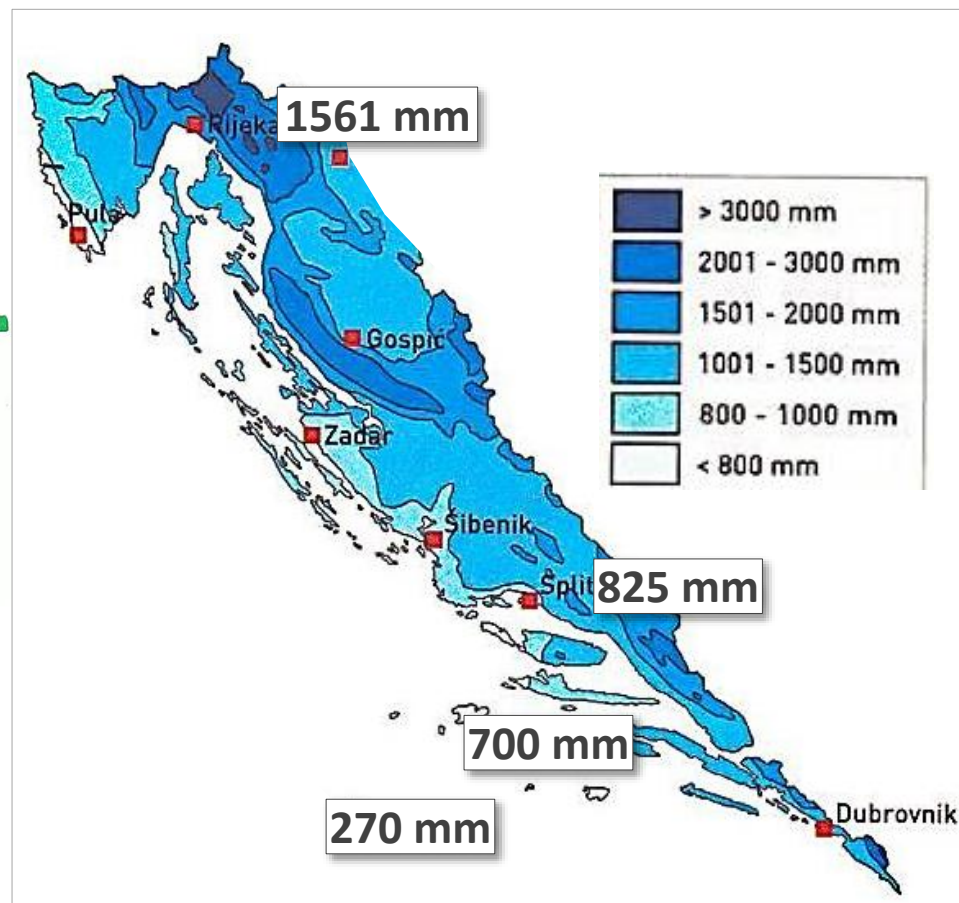 Rijeka
1561 mm
Pula
> 3000 mm
2001 - 3000 mm
1501 - 2000 mm
1001 - 1500 mm
800 - 1000 mm
< 800 mm
Gospić
Zadar
Šibenik
Split
825 mm
700 mm
270 mm
Dubrovnik